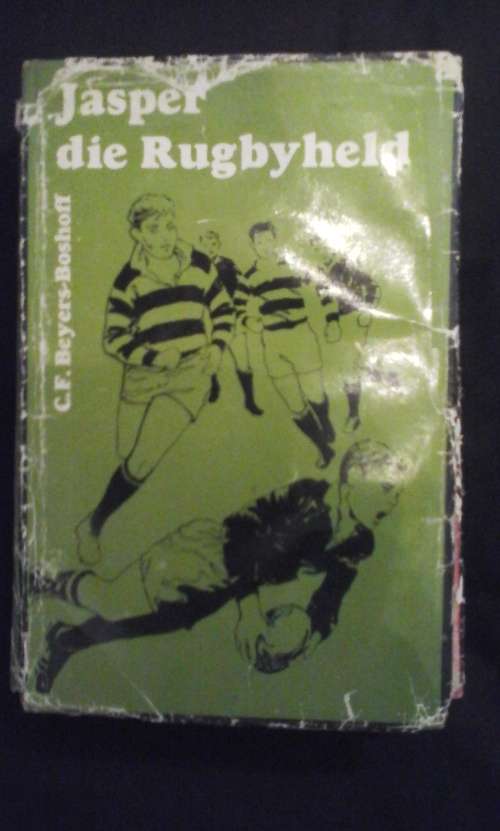 Jasper
die Rugbyheld
C.F. Beyers-Boshoff